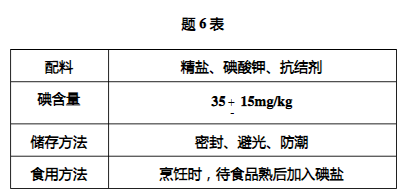 题6表
配料 精盐、碘酸钾、抗结剂
碘含量 35±15mg/kg
储存方法 密封、避光、防潮
食用方法 烹饪时，待食品熟后加入碘盐